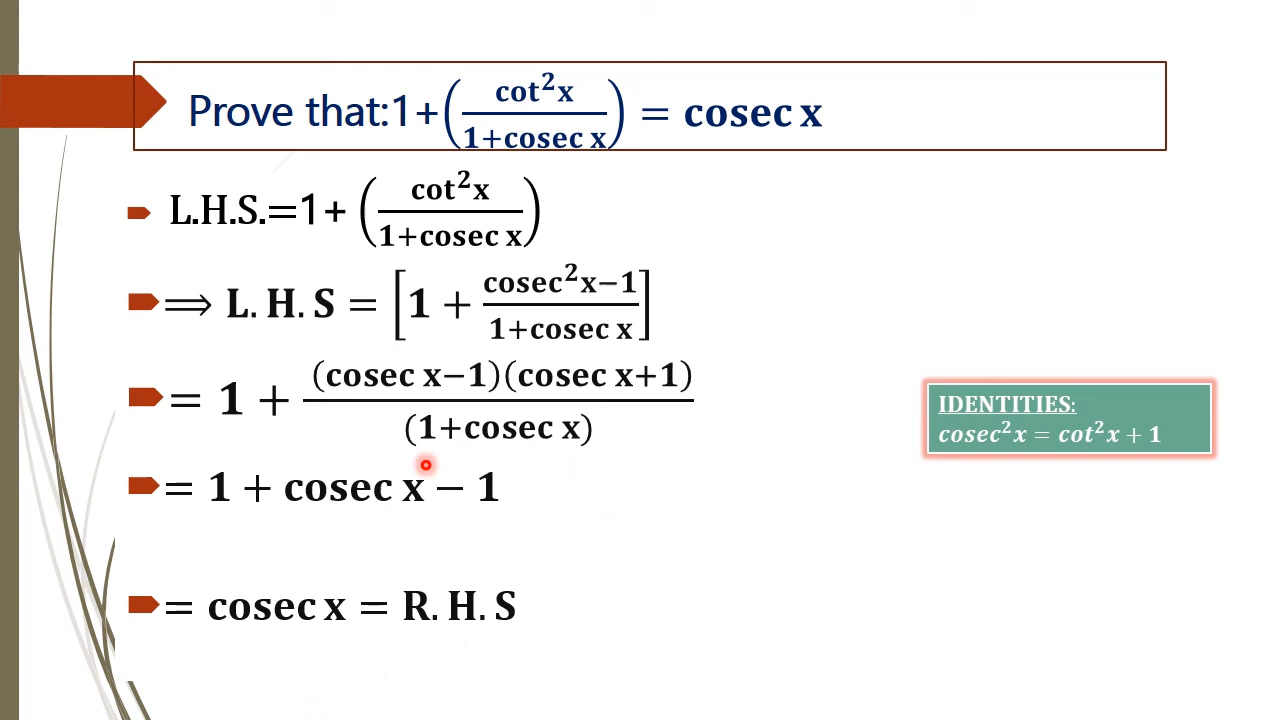 Prove that:1+(cot²x/1+cosec x) = cosec x
L.H.S.=1+ (cot²x/1+cosec x)
⟹ L. H. S = [1 + cosec²x−1/1+cosec x]
= 1 + (cosec x−1)(cosec x+1)/(1+cosec x)
IDENTITIES:
cosec²x = cot²x + 1
= 1 + cosec x − 1
= cosec x = R. H. S